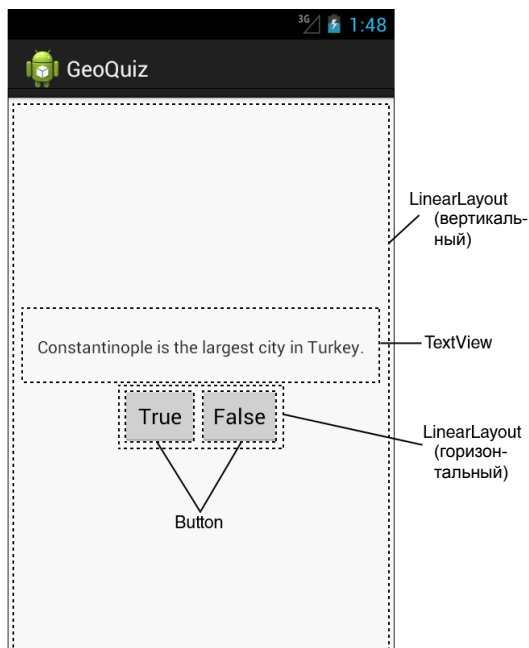 3G 1:48
GeoQuiz
LinearLayout
(вертикаль-
ный)
Constantinople is the largest city in Turkey.
TextView
True False
LinearLayout
(горизон-
тальный)
Button